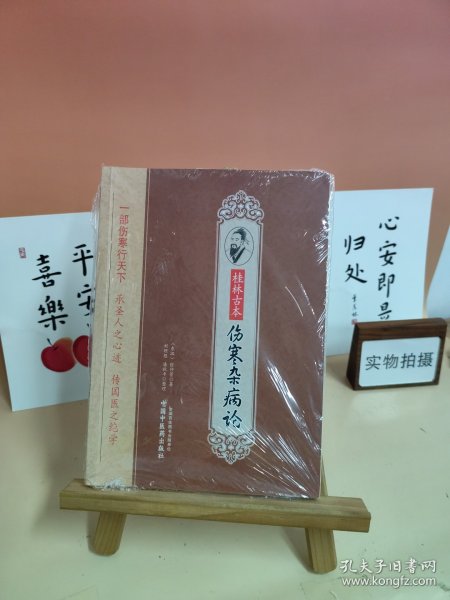 一部伤寒行天下 承圣人之心法 传国医之绝学
桂林古本
伤寒杂病论
中国中医药出版社
平安
喜樂
心安即是
归处
实物拍摄
孔夫子旧书网
www.kongfz.com